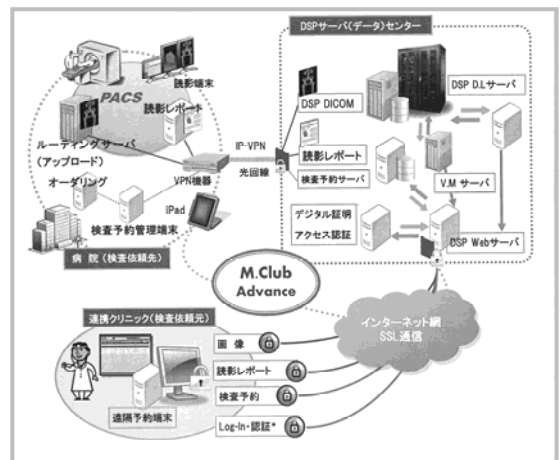 DSPサーバ(データ)センター
読影端末
PACS
読影レポート
DSP D.Lサーバ
DSP DICOM
ルーティングサーバ
(アップロード)
IP-VPN
光回線
読影レポート
検査予約サーバ
オーダリング
VPN機器
V.M サーバ
iPad
デジタル証明
アクセス認証
検査予約管理端末
DSP Webサーバ
病院(検査依頼先)
M.Club
Advance
連携クリニック(検査依頼元)
インターネット網
SSL通信
画像
読影レポート
検査予約
遠隔予約端末
Log-In・認証*